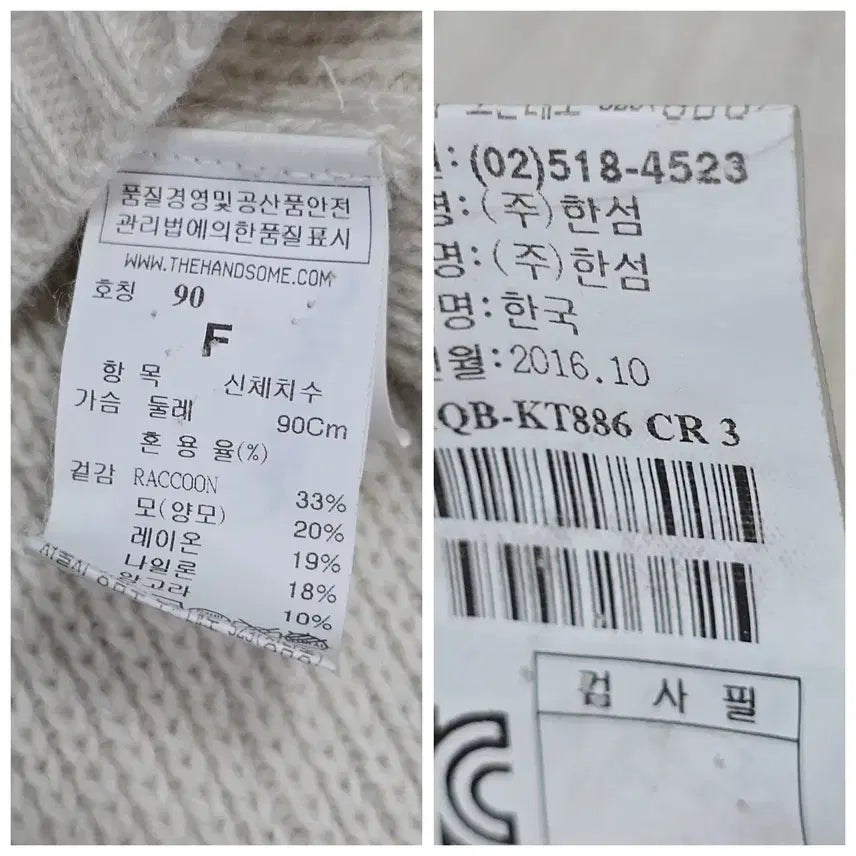 품질경영및공산품안전
관리법에의한품질표시
WWW.THEHANDSOME.COM
호칭 90
F
항 목 신체치수
가슴 둘레 90Cm
혼 용 율(%)
겉감 RACCOON 33%
모(양모) 20%
레이온 19%
나일론 18%
앙고라 10%
(02)518-4523
명:(주)한섬
명:(주)한섬
명:한국
월:2016.10
QB-KT886 CR 3
검 사 필